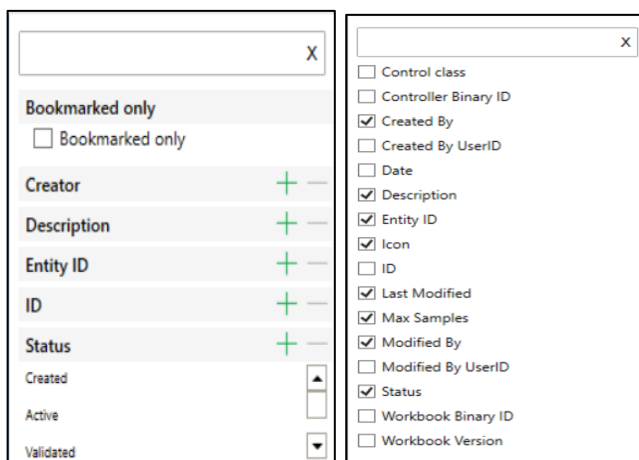 X
Bookmarked only
Bookmarked only
Creator
Description
Entity ID
ID
Status
Created
Active
Validated
X
Control class
Controller Binary ID
Created By
Created By UserID
Date
Description
Entity ID
Icon
ID
Last Modified
Max Samples
Modified By
Modified By UserID
Status
Workbook Binary ID
Workbook Version